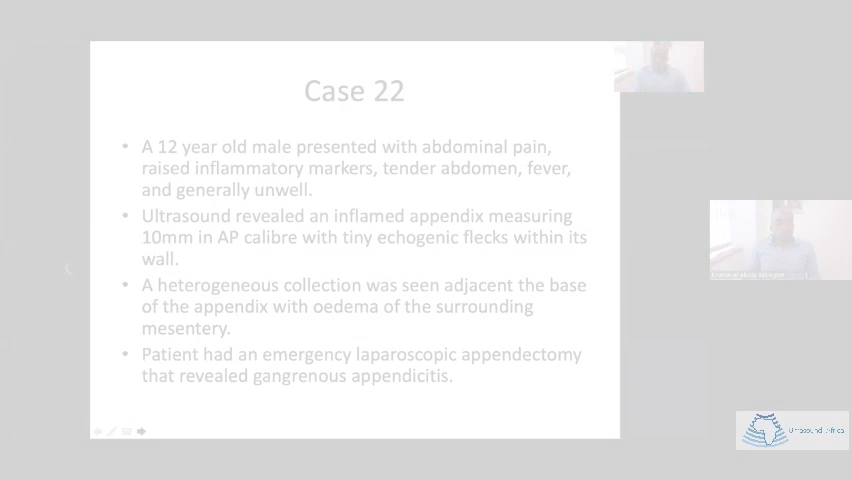 Case 22
• A 12 year old male presented with abdominal pain,
raised inflammatory markers, tender abdomen, fever,
and generally unwell.
• Ultrasound revealed an inflamed appendix measuring
10mm in AP calibre with tiny echogenic flecks within its
wall.
• A heterogeneous collection was seen adjacent the base
of the appendix with oedema of the surrounding
mesentery.
• Patient had an emergency laparoscopic appendectomy
that revealed gangrenous appendicitis.
Ultrasound Africa